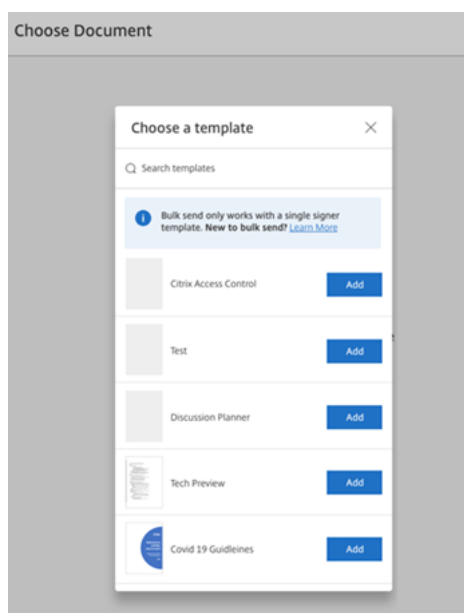 Choose Document
Choose a template
Search templates
Bulk send only works with a single signer
template. New to bulk send? Learn More
Citrix Access Control
Add
Test
Add
Discussion Planner
Add
Tech Preview
Add
Covid 19 Guidleines
Add